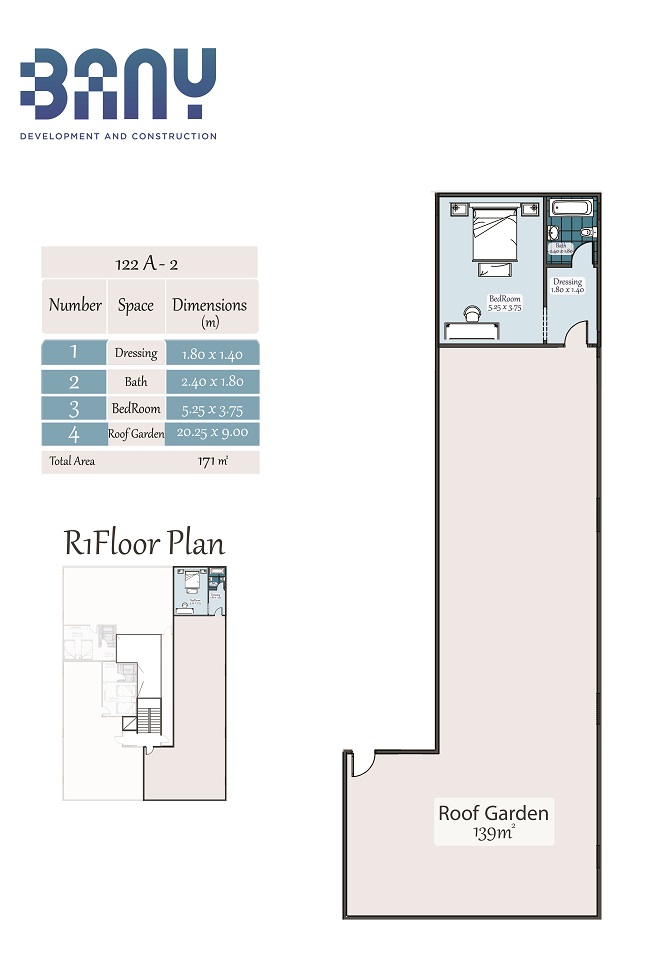 BANY
DEVELOPMENT AND CONSTRUCTION
122 A - 2
Number Space Dimensions
(m)
1 Dressing 1.80 x 1.40
2 Bath 2.40 x 1.80
3 BedRoom 5.25 x 3.75
4 Roof Garden 20.25 x 9.00
Total Area 171 m²
R1Floor Plan
Bath
2.40 x 1.80
Dressing
1.80 x 1.40
BedRoom
5.25 x 3.75
Roof Garden
139m²